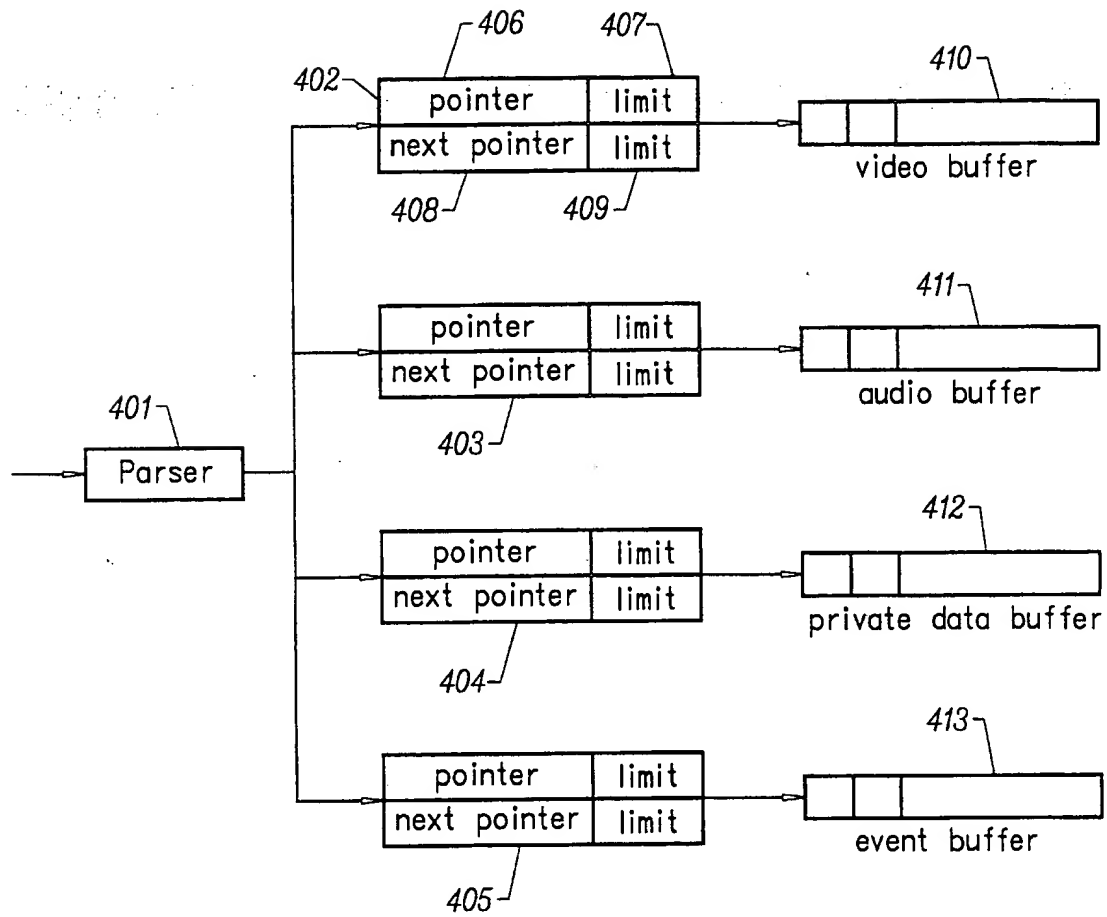 406
407
402
410
pointer limit
next pointer limit
video buffer
408
409
411
pointer limit
next pointer limit
audio buffer
401
403
Parser
412
pointer limit
next pointer limit
private data buffer
404
413
pointer limit
next pointer limit
event buffer
405